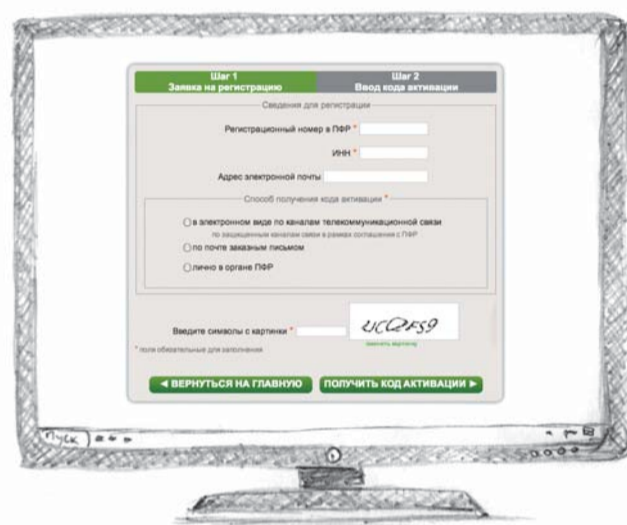 Шаг 1
Заявка на регистрацию
Шаг 2
Ввод кода активации
Сведения для регистрации
Регистрационный номер в ПФР *
ИНН *
Адрес электронной почты
Способ получения кода активации *
в электронном виде по каналам телекоммуникационной связи
по защищенным каналам связи в рамках соглашения с ПФР
по почте заказным письмом
лично в органе ПФР
Введите символы с картинки *
заменить картинку
* поля обязательные для заполнения
◄ ВЕРНУТЬСЯ НА ГЛАВНУЮ
ПОЛУЧИТЬ КОД АКТИВАЦИИ ►
Пуск